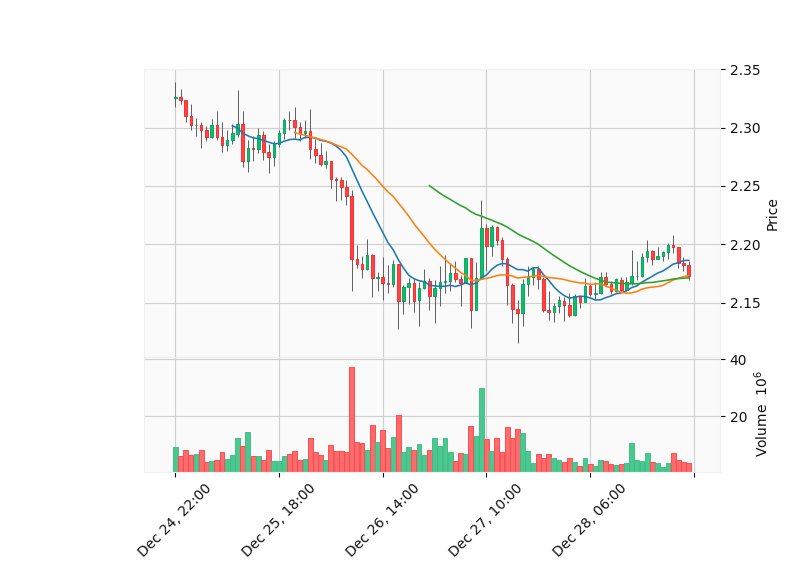 2.35
2.30
2.25
2.20
2.15
Price
40
20
Volume 10^6
Dec 24, 22:00
Dec 25, 18:00
Dec 26, 14:00
Dec 27, 10:00
Dec 28, 06:00